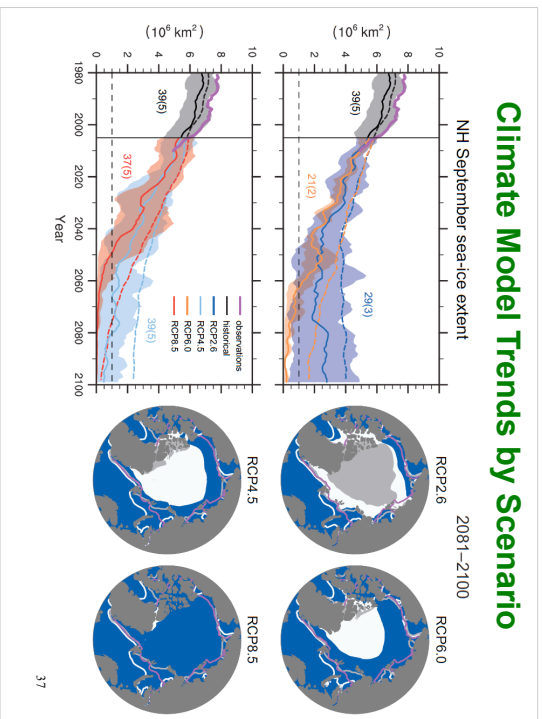 Climate Model Trends by Scenario
NH September sea-ice extent
2081–2100
(10⁶ km²)
10
8
6
4
2
0
39(5)
29(3)
21(2)
(10⁶ km²)
10
8
6
4
2
0
39(5)
37(5)
39(5)
observations
historical
RCP2.6
RCP4.5
RCP6.0
RCP8.5
1980
2000
2020
2040
2060
2080
2100
Year
RCP2.6
RCP6.0
RCP4.5
RCP8.5
37